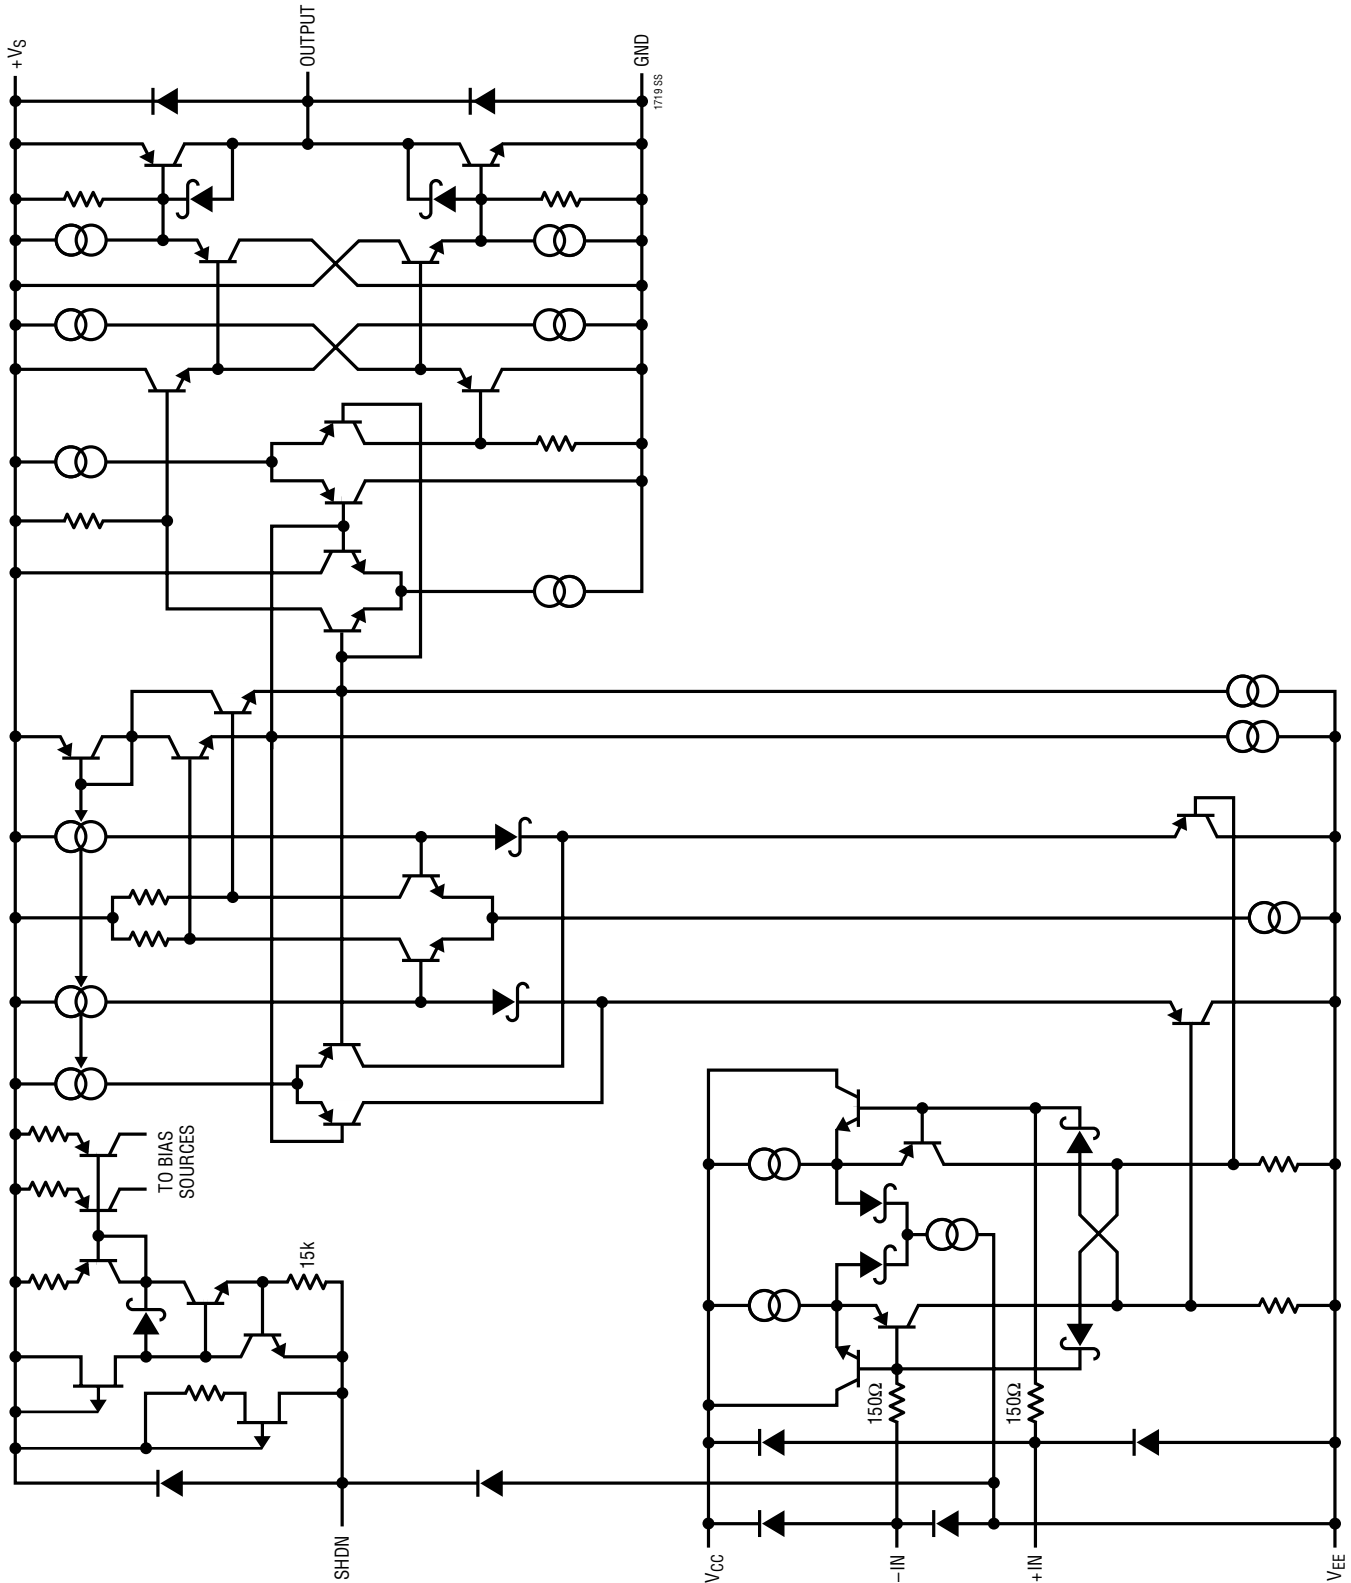 +VS
OUTPUT
GND
1719 SS
TO BIAS
SOURCES
15k
SHDN
150Ω
150Ω
VCC
–IN
+IN
VEE